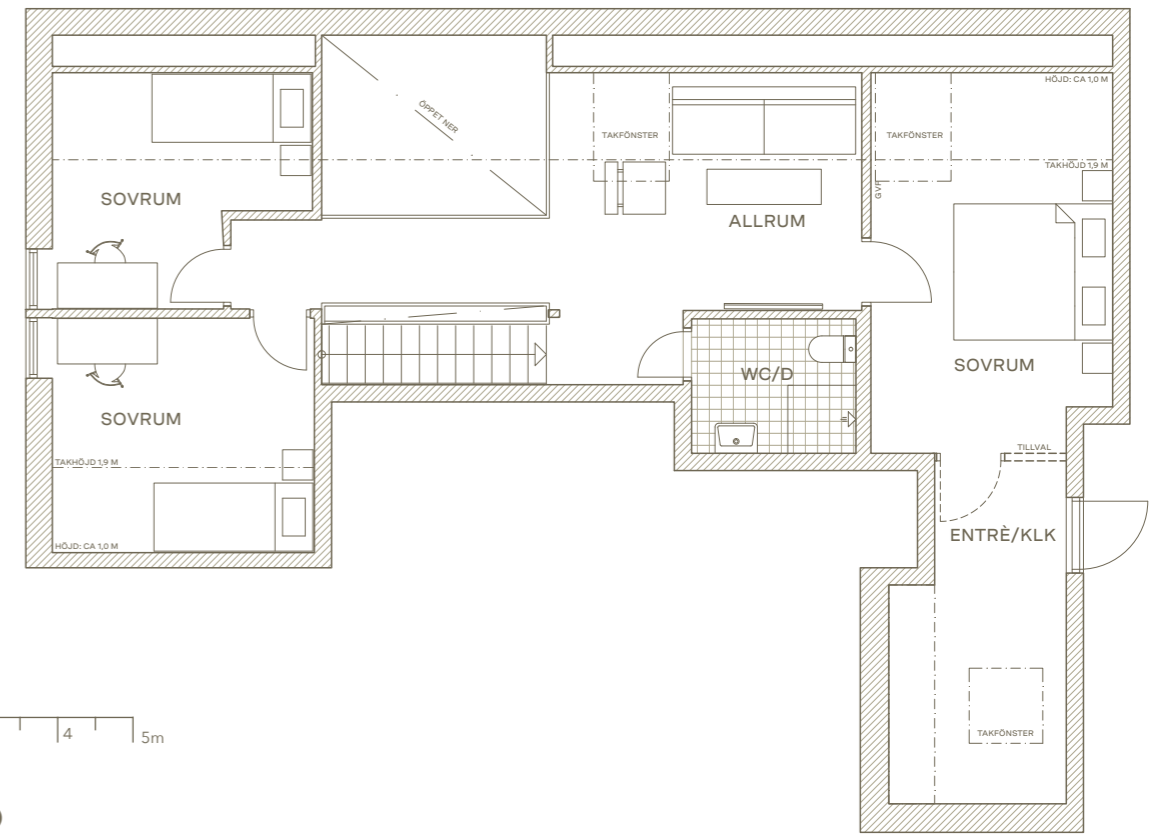 HÖJD: CA 1,0 M
ÖPPET NER
TAKFÖNSTER
TAKFÖNSTER
TAKHÖJD 1,9 M
GVF
SOVRUM
ALLRUM
SOVRUM
WC/D
SOVRUM
TILLVAL
TAKHÖJD 1,9 M
ENTRÈ/KLK
HÖJD: CA 1,0 M
TAKFÖNSTER
4
5m